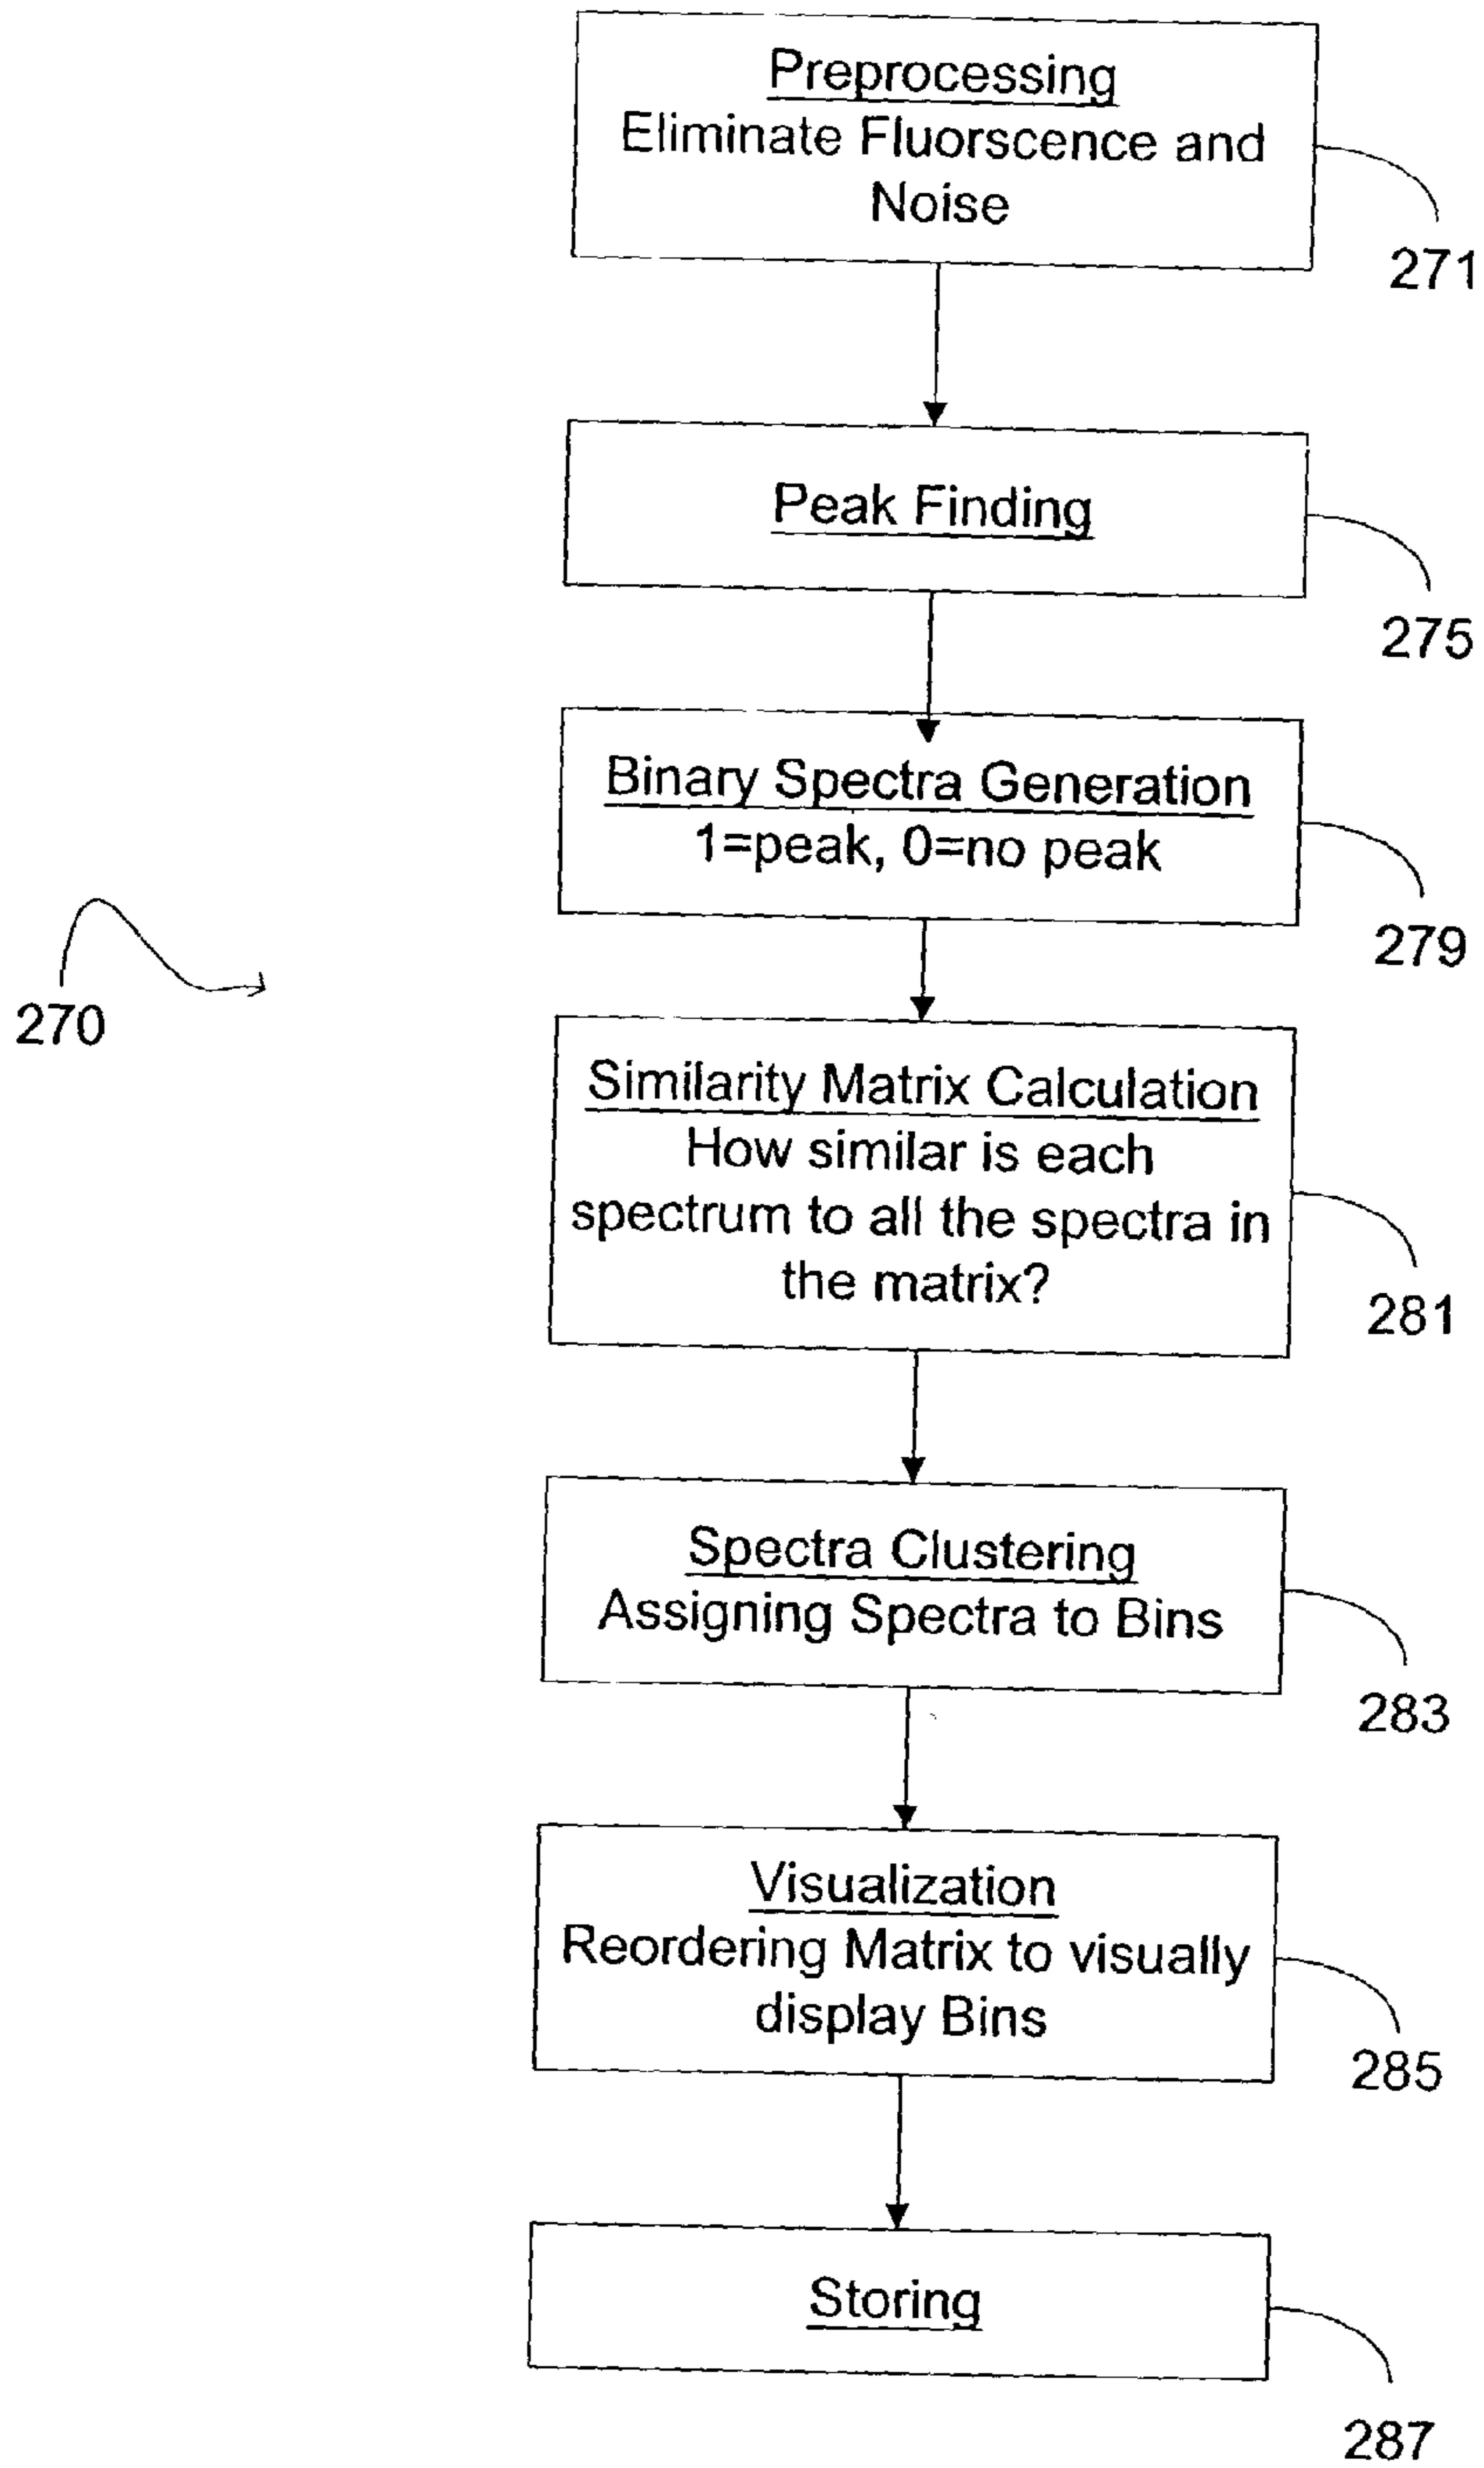 Preprocessing
Eliminate Fluorscence and
Noise
271
Peak Finding
275
Binary Spectra Generation
1=peak, 0=no peak
279
270
Similarity Matrix Calculation
How similar is each
spectrum to all the spectra in
the matrix?
281
Spectra Clustering
Assigning Spectra to Bins
283
Visualization
Reordering Matrix to visually
display Bins
285
Storing
287